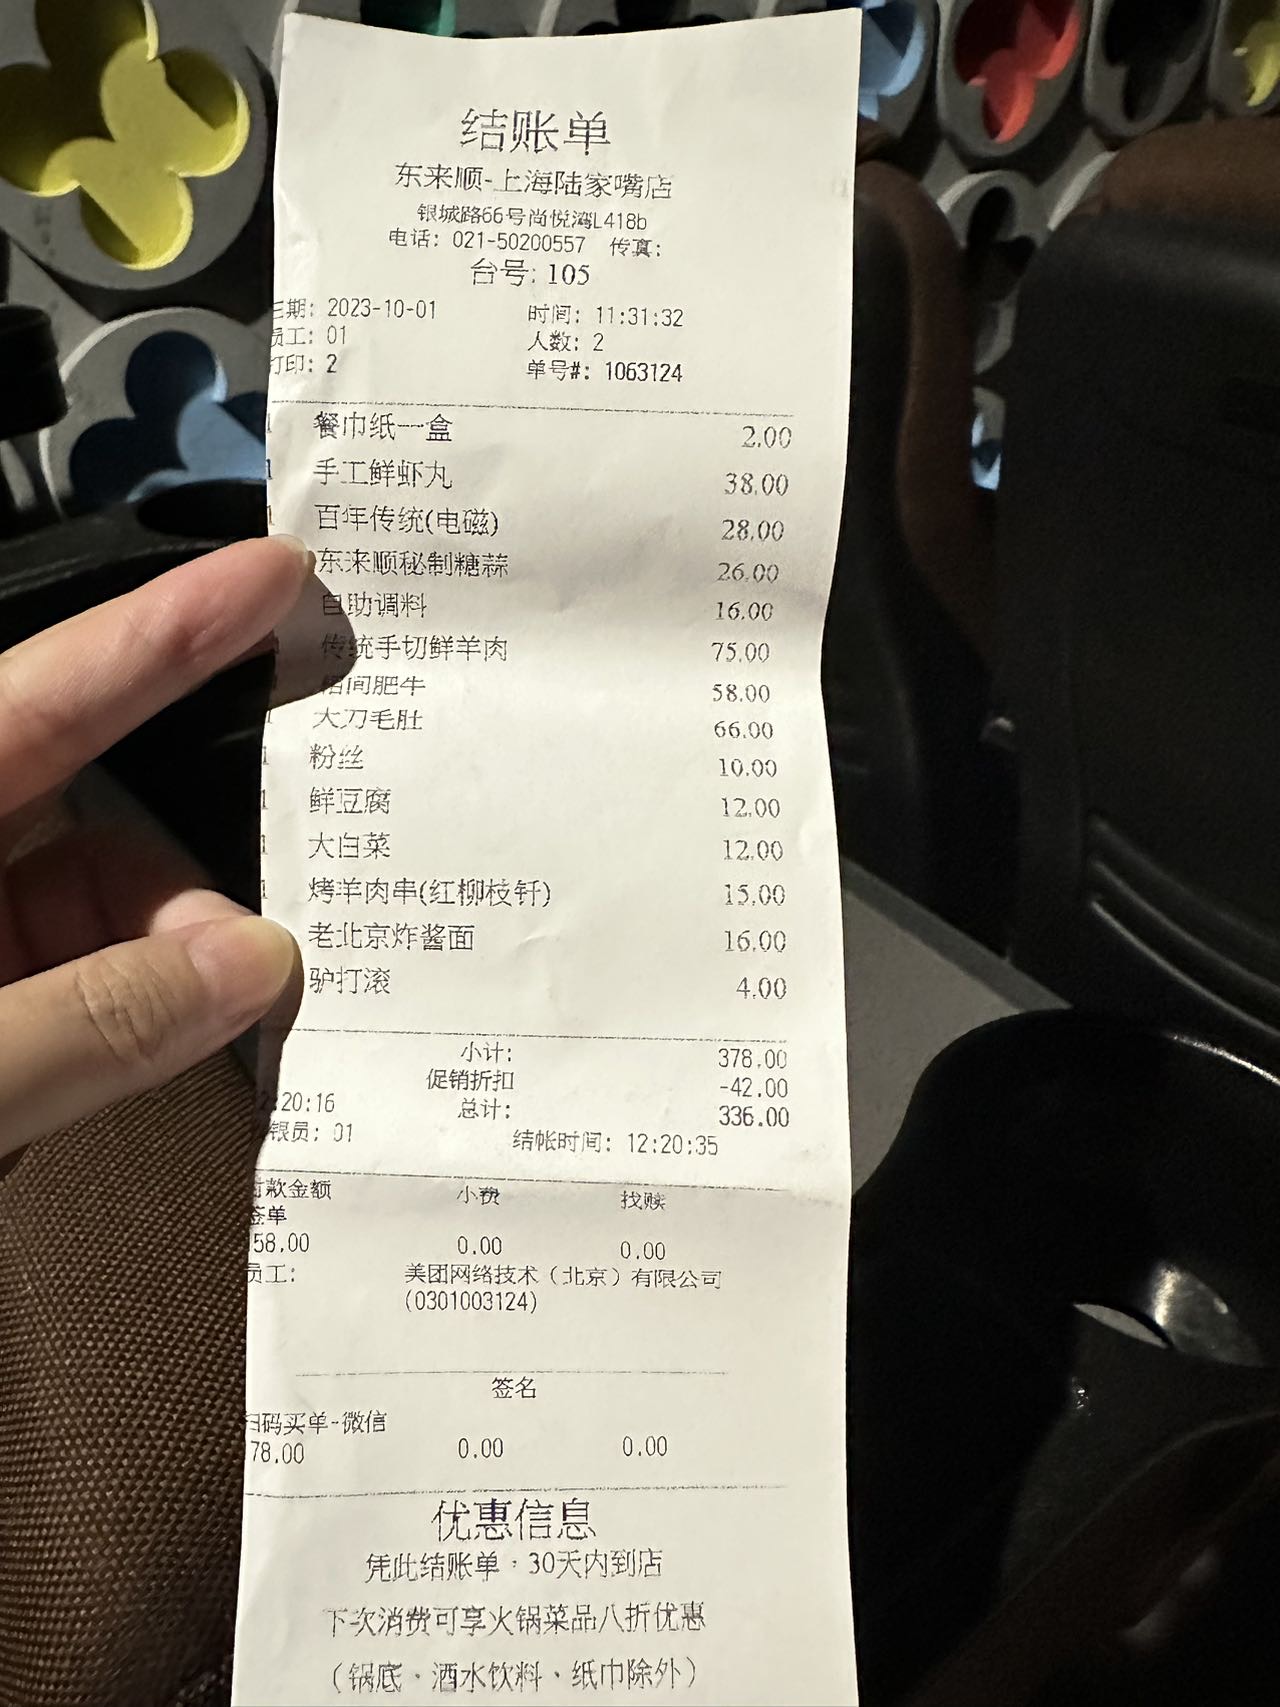 结账单
东来顺-上海陆家嘴店
银城路66号尚悦湾L418b
电话: 021-50200557 传真:
台号: 105
日期: 2023-10-01 时间: 11:31:32
员工: 01 人数: 2
打印: 2 单号#: 1063124
1 餐巾纸一盒 2.00
1 手工鲜虾丸 38.00
1 百年传统(电磁) 28.00
东来顺秘制糖蒜 26.00
自助调料 16.00
传统手切鲜羊肉 75.00
间肥牛 58.00
1 大刀毛肚 66.00
1 粉丝 10.00
1 鲜豆腐 12.00
1 大白菜 12.00
1 烤羊肉串(红柳枝钎) 15.00
老北京炸酱面 16.00
驴打滚 4.00
小计: 378.00
促销折扣 -42.00
总计: 336.00
:20:16
银员: 01 结帐时间: 12:20:35
付款金额 小费 找赎
签单
58.00 0.00 0.00
员工: 美团网络技术（北京）有限公司
(0301003124)
签名
扫码买单-微信
78.00 0.00 0.00
优惠信息
凭此结账单，30天内到店
下次消费可享火锅菜品八折优惠
（锅底、酒水饮料、纸巾除外）